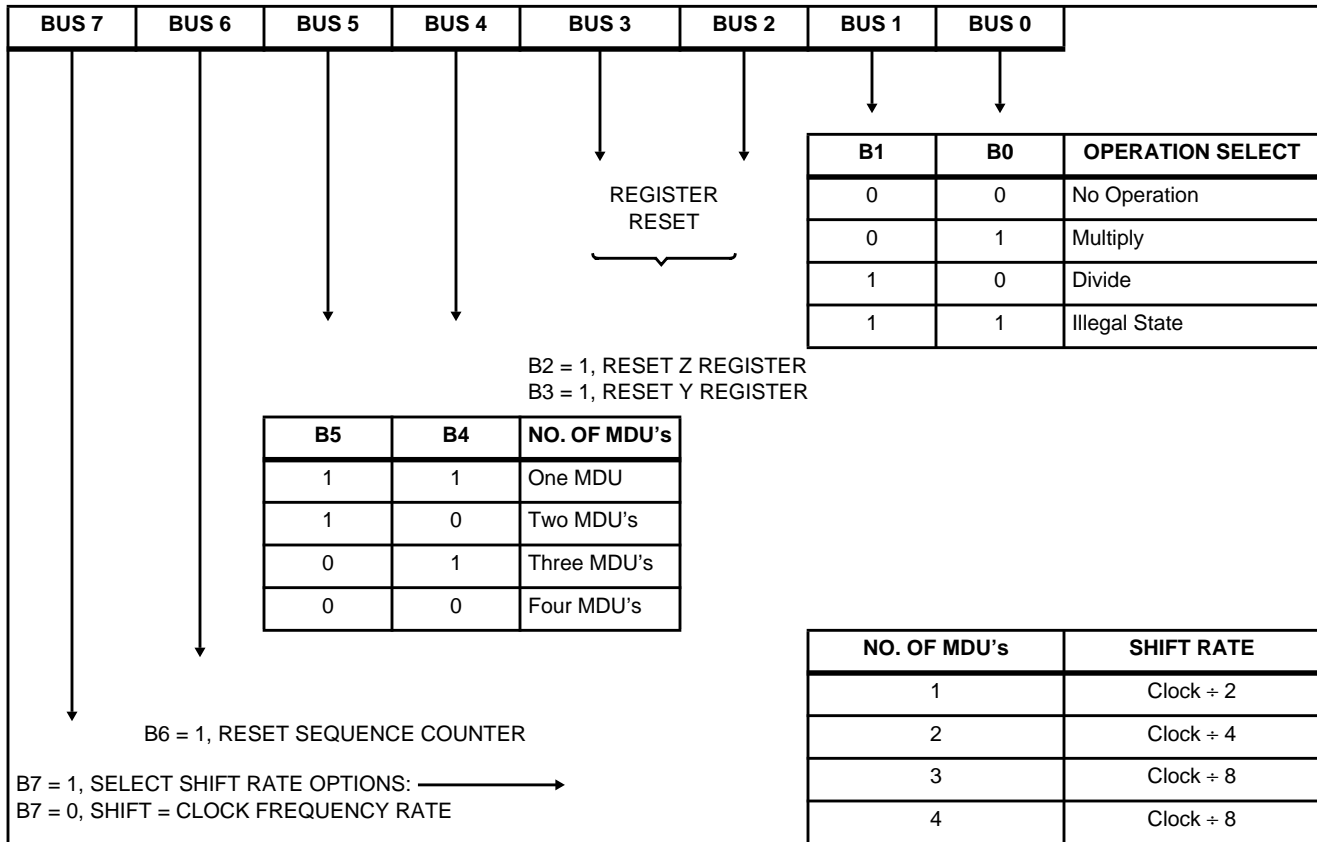 BUS 7 BUS 6 BUS 5 BUS 4 BUS 3 BUS 2 BUS 1 BUS 0
B1 B0 OPERATION SELECT
0 0 No Operation
0 1 Multiply
1 0 Divide
1 1 Illegal State
REGISTER
RESET
B2 = 1, RESET Z REGISTER
B3 = 1, RESET Y REGISTER
B5 B4 NO. OF MDU's
1 1 One MDU
1 0 Two MDU's
0 1 Three MDU's
0 0 Four MDU's
NO. OF MDU's SHIFT RATE
1 Clock ÷ 2
2 Clock ÷ 4
3 Clock ÷ 8
4 Clock ÷ 8
B6 = 1, RESET SEQUENCE COUNTER
B7 = 1, SELECT SHIFT RATE OPTIONS:
B7 = 0, SHIFT = CLOCK FREQUENCY RATE